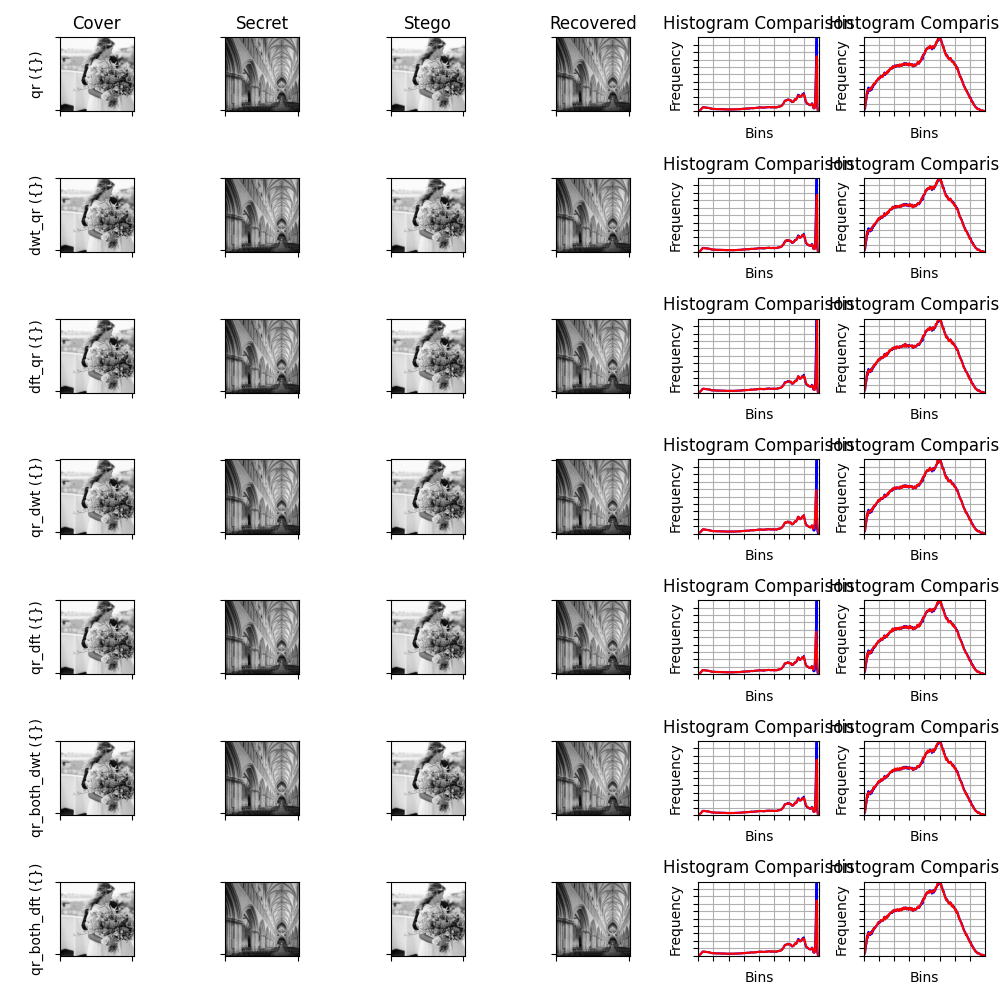 Cover Secret Stego Recovered Histogram Comparison Histogram Comparis
qr ({}) Frequency Frequency
Bins Bins
Histogram Comparison Histogram Comparis
dwt_qr ({}) Frequency Frequency
Bins Bins
Histogram Comparison Histogram Comparis
dft_qr ({}) Frequency Frequency
Bins Bins
Histogram Comparison Histogram Comparis
qr_dwt ({}) Frequency Frequency
Bins Bins
Histogram Comparison Histogram Comparis
qr_dft ({}) Frequency Frequency
Bins Bins
Histogram Comparison Histogram Comparis
qr_both_dwt ({}) Frequency Frequency
Bins Bins
Histogram Comparison Histogram Comparis
qr_both_dft ({}) Frequency Frequency
Bins Bins